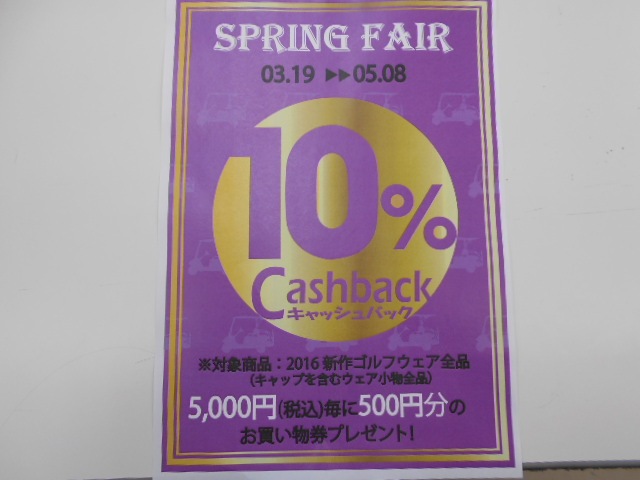 SPRING FAIR
03.19 ▶▶05.08
10%
Cashback
キャッシュバック
※対象商品：2016 新作ゴルフウェア全品
（キャップを含むウェア小物全品）
5,000円（税込）毎に500円分の
お買い物券プレゼント！